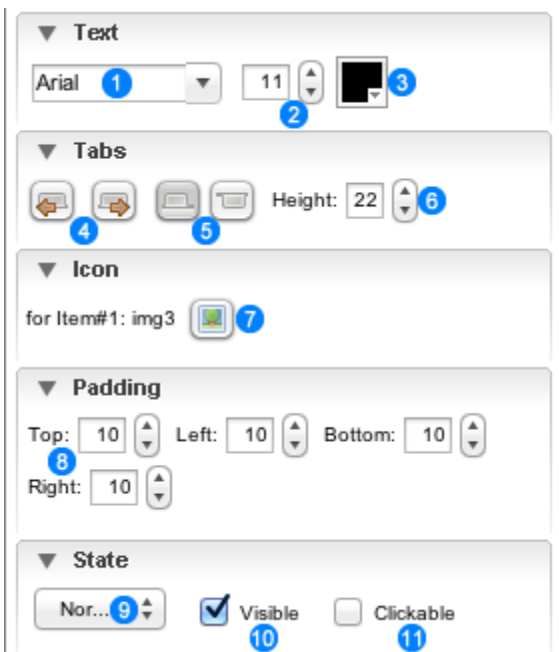 Text
Arial 1 11 2 3
Tabs
4 5 Height: 22 6
Icon
for Item#1: img3 7
Padding
Top: 10 Left: 10 Bottom: 10
8
Right: 10
State
Nor... 9 Visible Clickable
10 11